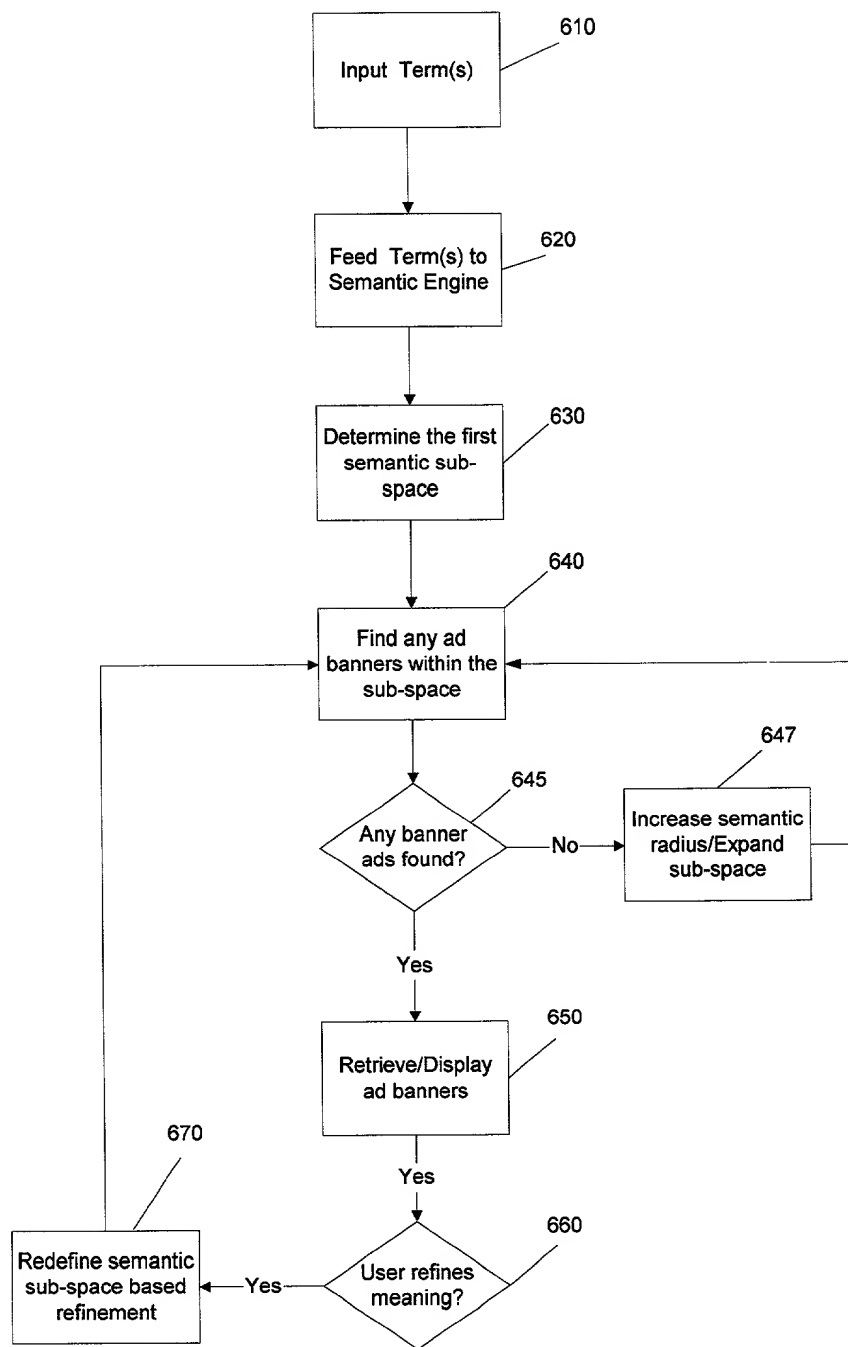 610
Input Term(s)
620
Feed Term(s) to
Semantic Engine
630
Determine the first
semantic sub-
space
640
Find any ad
banners within the
sub-space
645
Any banner
ads found?
No
647
Increase semantic
radius/Expand
sub-space
Yes
650
Retrieve/Display
ad banners
Yes
660
User refines
meaning?
Yes
670
Redefine semantic
sub-space based
refinement